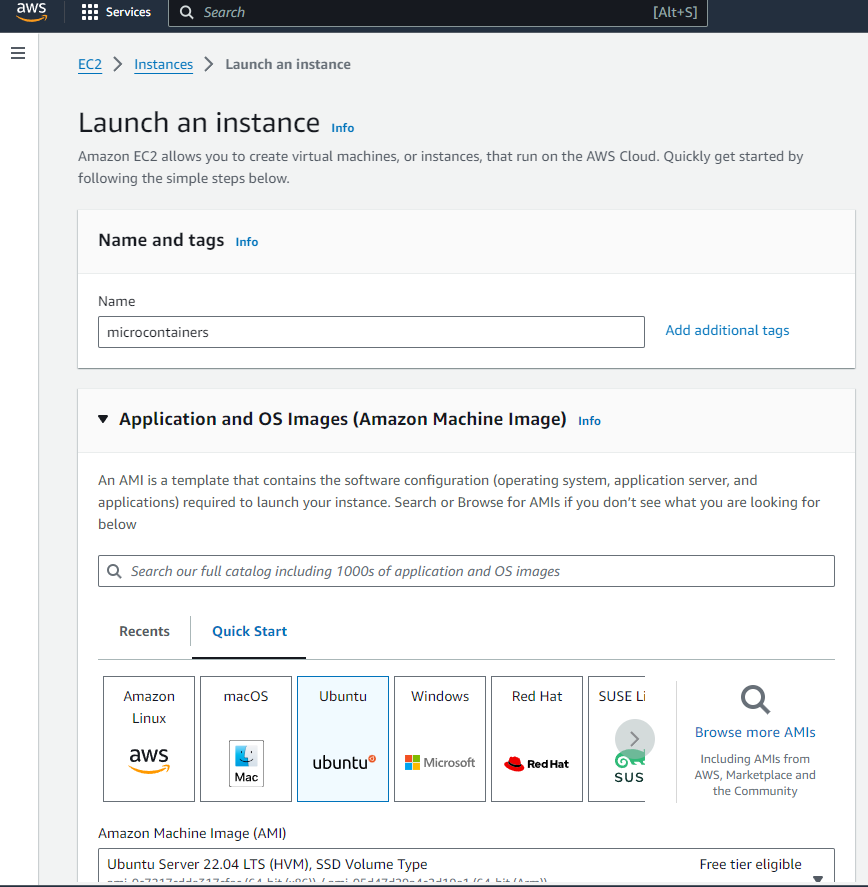 aws
Services
Search
[Alt+S]
EC2 > Instances > Launch an instance
Launch an instance Info
Amazon EC2 allows you to create virtual machines, or instances, that run on the AWS Cloud. Quickly get started by
following the simple steps below.
Name and tags Info
Name
microcontainers
Add additional tags
Application and OS Images (Amazon Machine Image) Info
An AMI is a template that contains the software configuration (operating system, application server, and
applications) required to launch your instance. Search or Browse for AMIs if you don't see what you are looking for
below
Search our full catalog including 1000s of application and OS images
Recents
Quick Start
Amazon
Linux
aws
macOS
Mac
Ubuntu
ubuntu
Windows
Microsoft
Red Hat
Red Hat
SUSE Li
SUS
Browse more AMIs
Including AMIs from
AWS, Marketplace and
the Community
Amazon Machine Image (AMI)
Ubuntu Server 22.04 LTS (HVM), SSD Volume Type
Free tier eligible